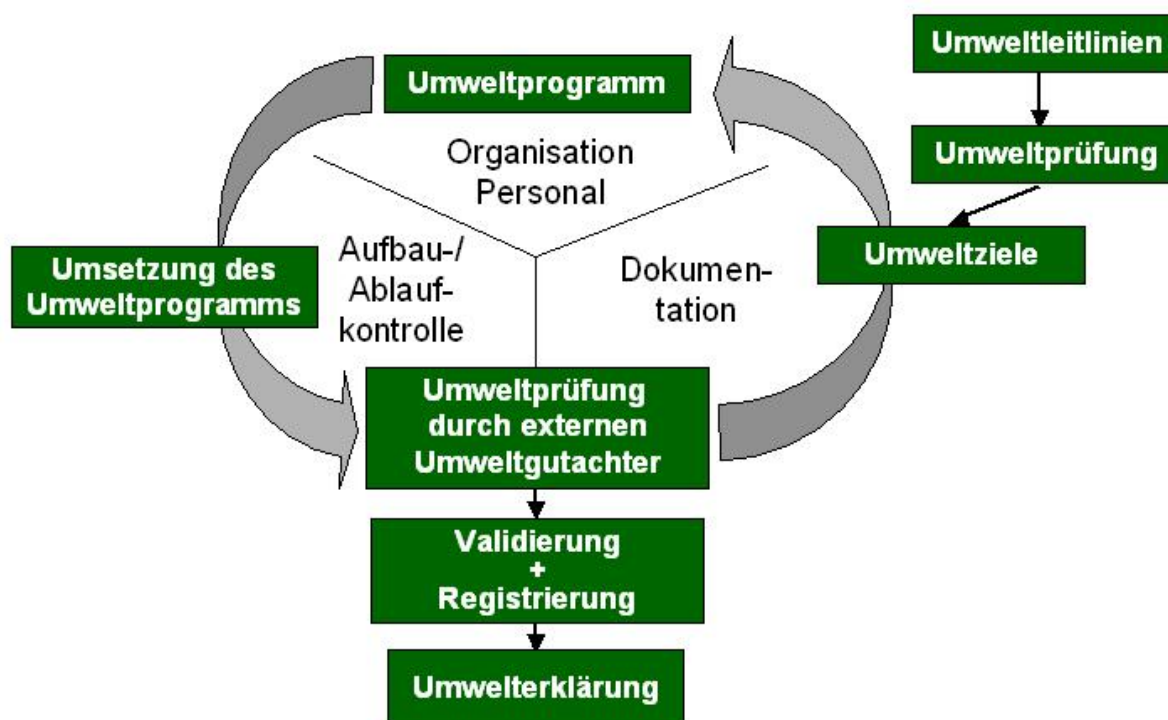 Umweltleitlinien
Umweltprogramm
Umweltprüfung
Organisation
Personal
Umweltziele
Umsetzung des
Umweltprogramms
Aufbau-/
Ablauf-
kontrolle
Dokumen-
tation
Umweltprüfung
durch externen
Umweltgutachter
Validierung
+
Registrierung
Umwelterklärung